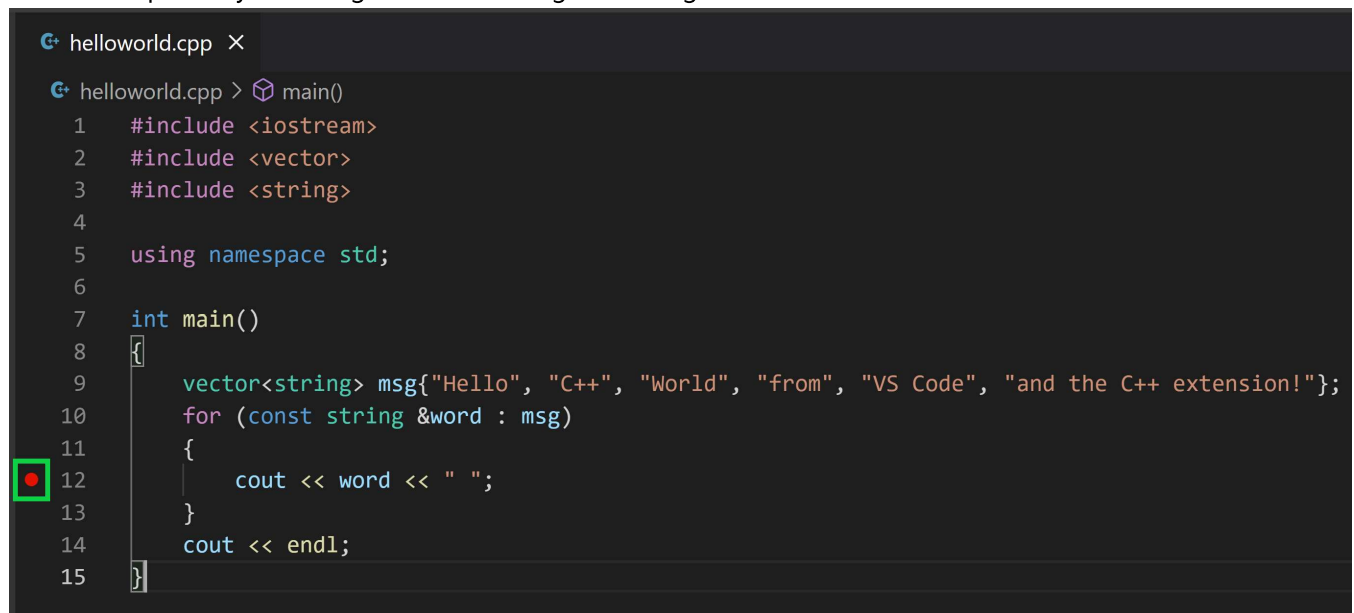 helloworld.cpp ×
helloworld.cpp > main()
1 #include <iostream>
2 #include <vector>
3 #include <string>
4
5 using namespace std;
6
7 int main()
8 {
9     vector<string> msg{"Hello", "C++", "World", "from", "VS Code", "and the C++ extension!"};
10     for (const string &word : msg)
11     {
12         cout << word << " ";
13     }
14     cout << endl;
15 }